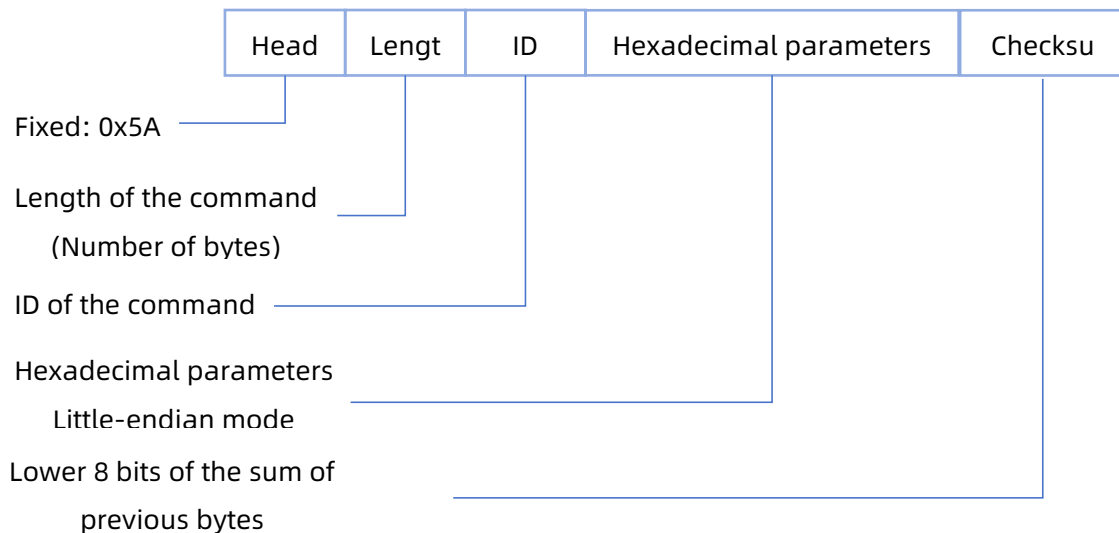 Head Lengt ID Hexadecimal parameters Checksu
Fixed: 0x5A
Length of the command
(Number of bytes)
ID of the command
Hexadecimal parameters
Little-endian mode
Lower 8 bits of the sum of
previous bytes